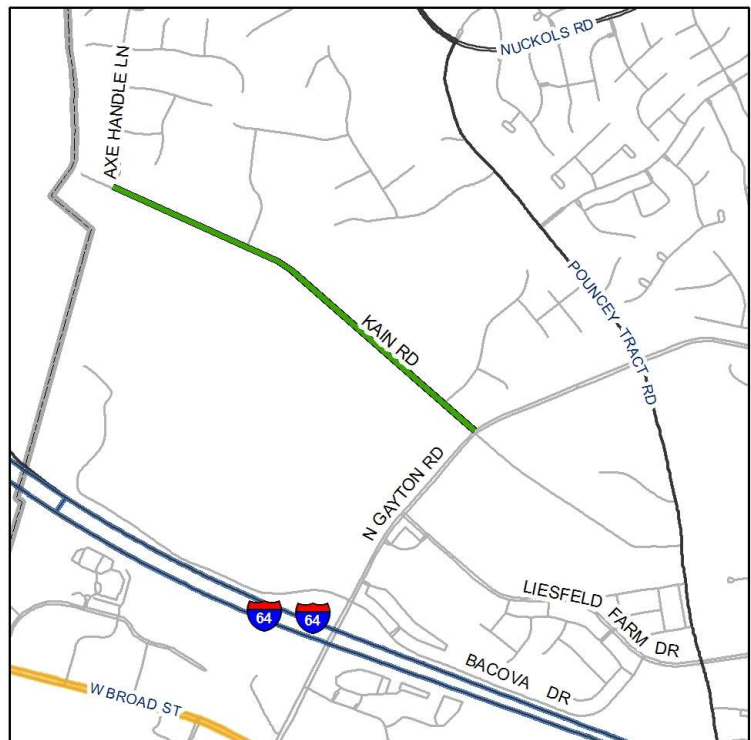 NUCKOLS RD
AXE HANDLE LN
POUNCEY TRACT RD
KAIN RD
N GAYTON RD
LIESFELD FARM DR
64
64
BACOVA DR
W BROAD ST